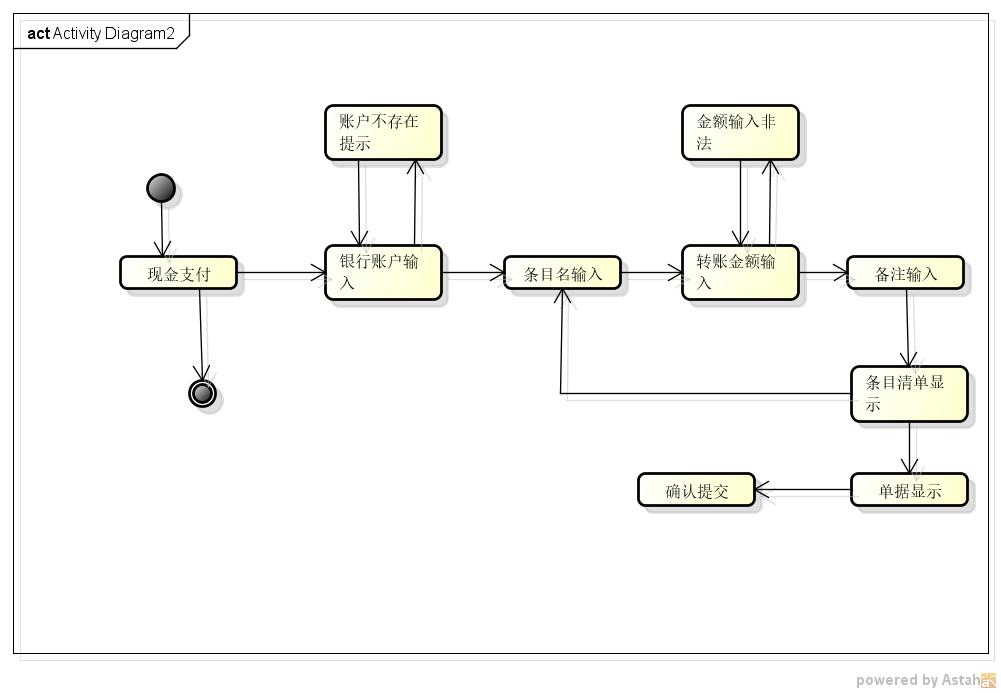 act Activity Diagram2
账户不存在
提示
金额输入非
法
现金支付
银行账户输
入
条目名输入
转账金额输
入
备注输入
条目清单显
示
确认提交
单据显示
powered by Astah